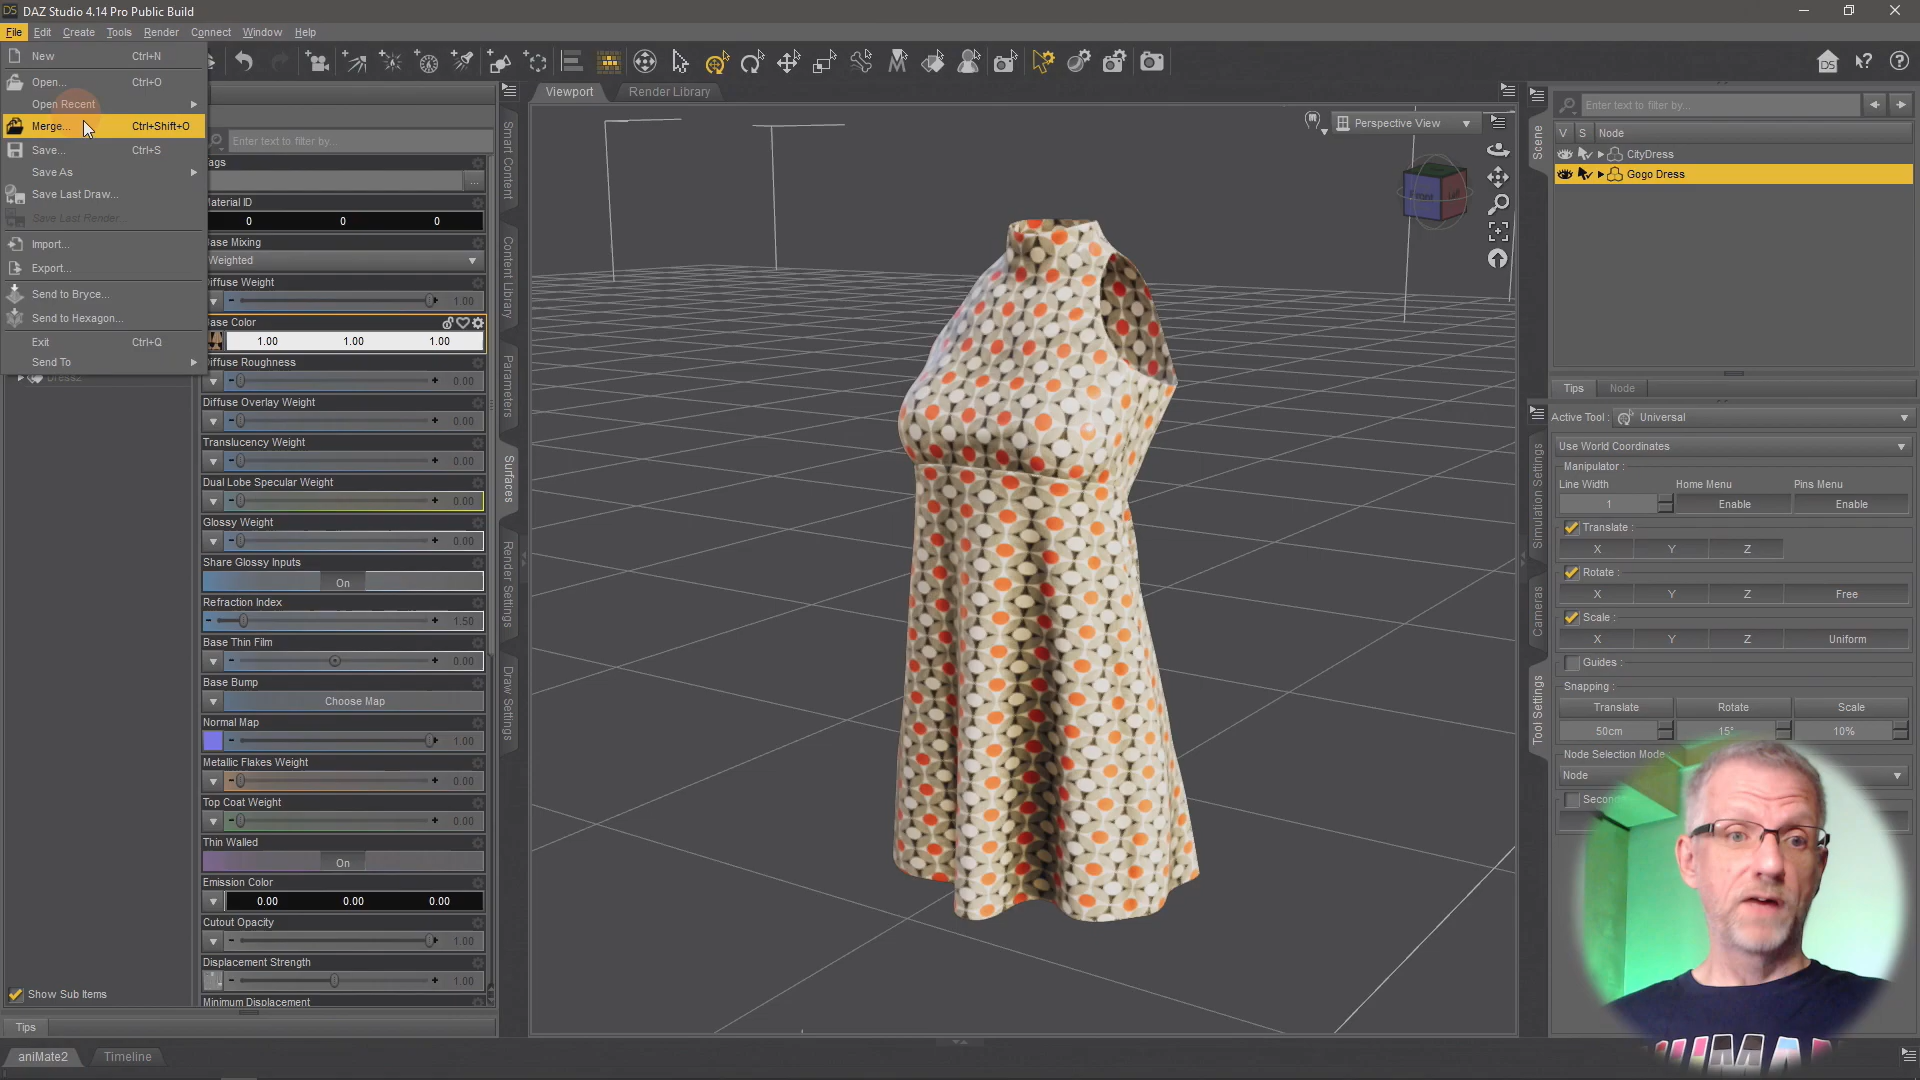 DS DAZ Studio 4.14 Pro Public Build
File Edit Create Tools Render Connect Window Help
New Ctrl+N
Open... Ctrl+O
Open Recent
Merge... Ctrl+Shift+O
Save... Ctrl+S
Save As
Save Last Draw...
Save Last Render...
Import...
Export...
Send to Bryce...
Send to Hexagon...
Exit Ctrl+Q
Send To
Dress2
Show Sub Items
Tips
aniMate2 Timeline
Enter text to filter by...
Tags
...
Material ID
0 0 0
Base Mixing
Weighted
Diffuse Weight
1.00
Base Color
1.00 1.00 1.00
Diffuse Roughness
0.00
Diffuse Overlay Weight
0.00
Translucency Weight
0.00
Dual Lobe Specular Weight
0.00
Glossy Weight
0.00
Share Glossy Inputs
On
Refraction Index
1.50
Base Thin Film
0.00
Base Bump
Choose Map
Normal Map
1.00
Metallic Flakes Weight
0.00
Top Coat Weight
0.00
Thin Walled
On
Emission Color
0.00 0.00 0.00
Cutout Opacity
1.00
Displacement Strength
1.00
Minimum Displacement
Smart Content
Content Library
Parameters
Surfaces
Render Settings
Draw Settings
Viewport Render Library
Perspective View
Front Left
Scene
Enter text to filter by...
V S Node
CityDress
Gogo Dress
Tips Node
Simulation Settings
Cameras
Tool Settings
Active Tool : Universal
Use World Coordinates
Manipulator :
Line Width Home Menu Pins Menu
1 Enable Enable
Translate :
X Y Z
Rotate :
X Y Z Free
Scale :
X Y Z Uniform
Guides :
Snapping :
Translate Rotate Scale
50cm 15° 10%
Node Selection Mode
Node
DS